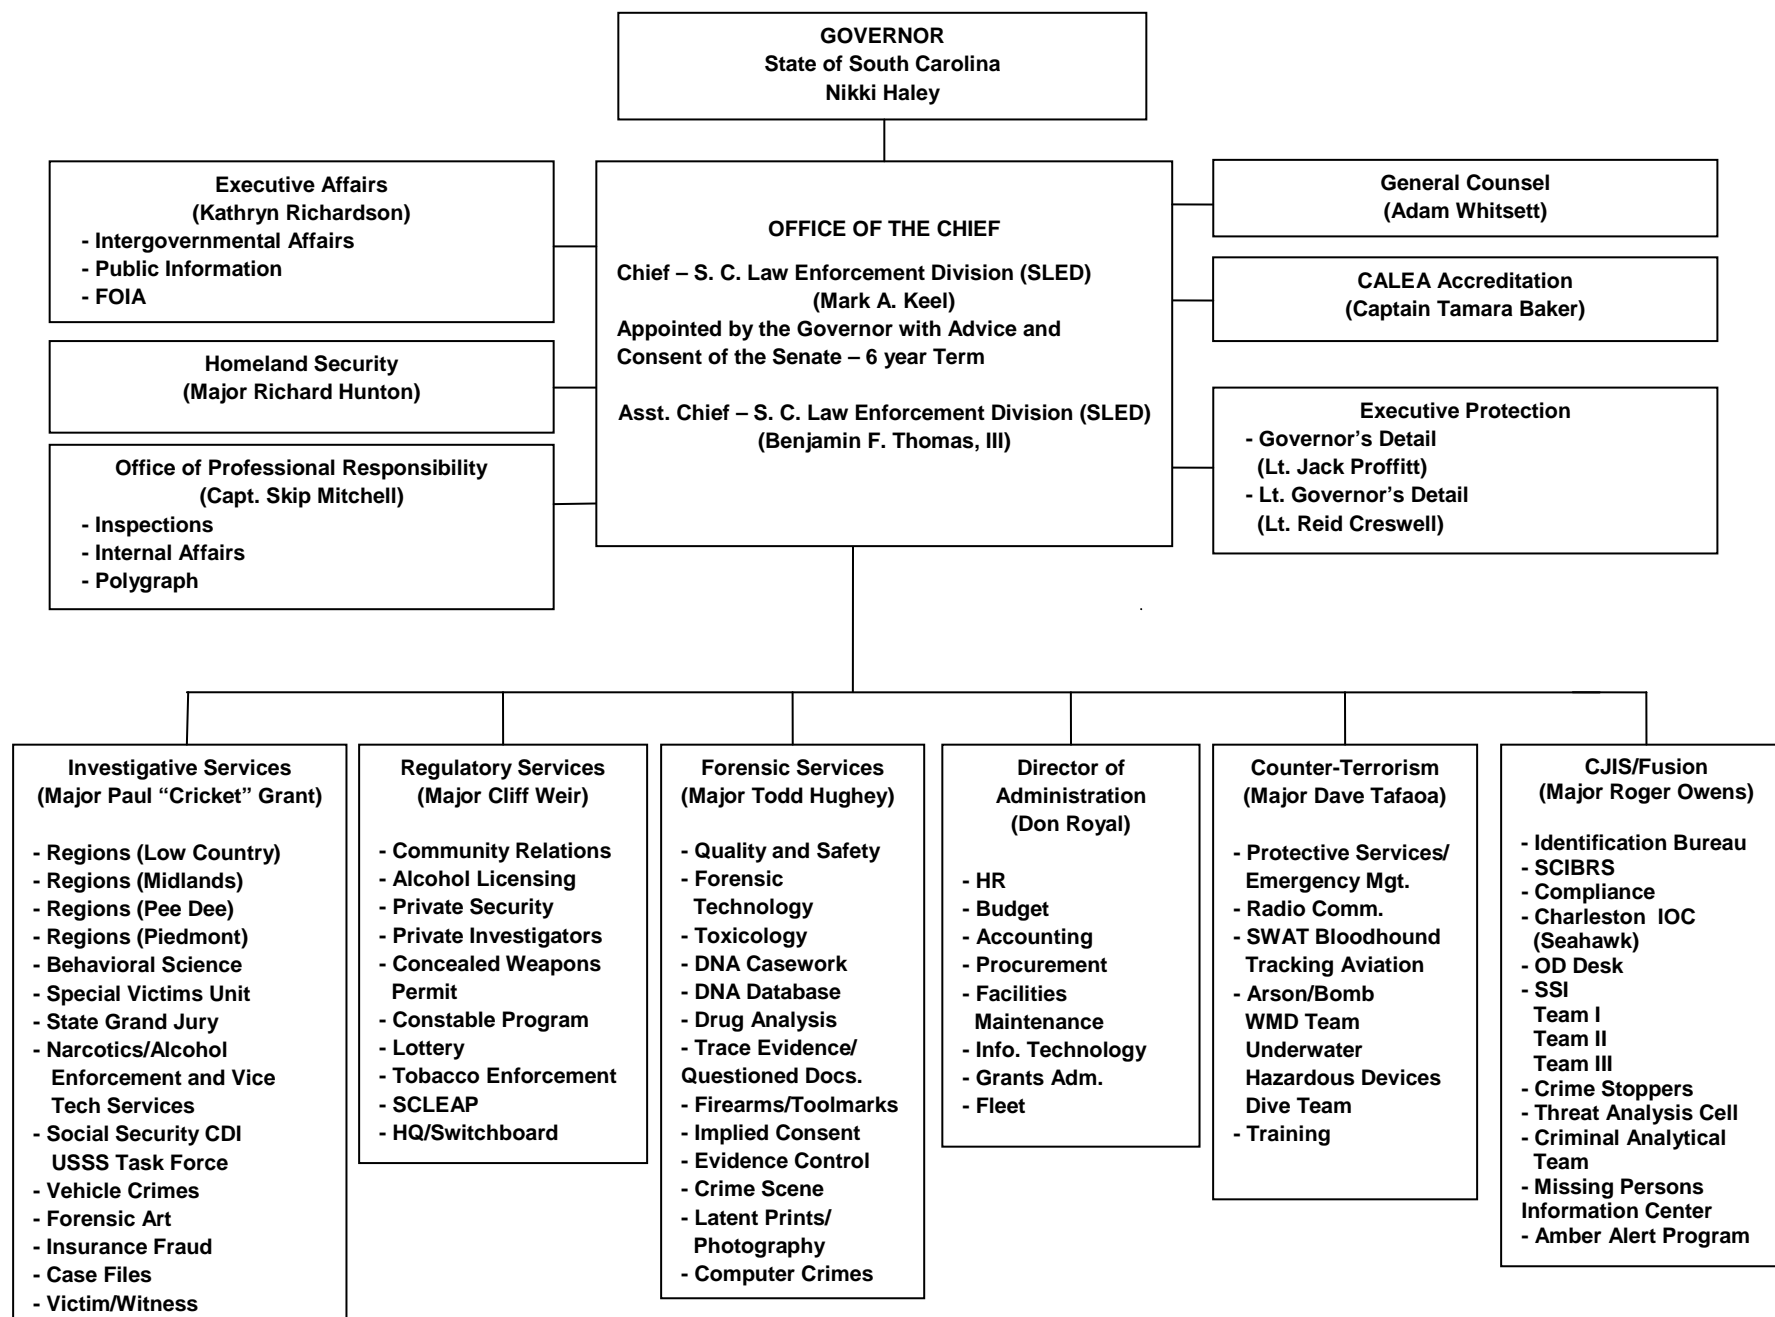 GOVERNOR
State of South Carolina
Nikki Haley
Executive Affairs
(Kathryn Richardson)
- Intergovernmental Affairs
- Public Information
- FOIA
Homeland Security
(Major Richard Hunton)
Office of Professional Responsibility
(Capt. Skip Mitchell)
- Inspections
- Internal Affairs
- Polygraph
OFFICE OF THE CHIEF
Chief – S. C. Law Enforcement Division (SLED)
(Mark A. Keel)
Appointed by the Governor with Advice and
Consent of the Senate – 6 year Term
Asst. Chief – S. C. Law Enforcement Division (SLED)
(Benjamin F. Thomas, III)
General Counsel
(Adam Whitsett)
CALEA Accreditation
(Captain Tamara Baker)
Executive Protection
- Governor’s Detail
(Lt. Jack Proffitt)
- Lt. Governor’s Detail
(Lt. Reid Creswell)
Investigative Services
(Major Paul “Cricket” Grant)
- Regions (Low Country)
- Regions (Midlands)
- Regions (Pee Dee)
- Regions (Piedmont)
- Behavioral Science
- Special Victims Unit
- State Grand Jury
- Narcotics/Alcohol
Enforcement and Vice
Tech Services
- Social Security CDI
USSS Task Force
- Vehicle Crimes
- Forensic Art
- Insurance Fraud
- Case Files
- Victim/Witness
Regulatory Services
(Major Cliff Weir)
- Community Relations
- Alcohol Licensing
- Private Security
- Private Investigators
- Concealed Weapons
Permit
- Constable Program
- Lottery
- Tobacco Enforcement
- SCLEAP
- HQ/Switchboard
Forensic Services
(Major Todd Hughey)
- Quality and Safety
- Forensic
Technology
- Toxicology
- DNA Casework
- DNA Database
- Drug Analysis
- Trace Evidence/
Questioned Docs.
- Firearms/Toolmarks
- Implied Consent
- Evidence Control
- Crime Scene
- Latent Prints/
Photography
- Computer Crimes
Director of
Administration
(Don Royal)
- HR
- Budget
- Accounting
- Procurement
- Facilities
Maintenance
- Info. Technology
- Grants Adm.
- Fleet
Counter-Terrorism
(Major Dave Tafaoa)
- Protective Services/
Emergency Mgt.
- Radio Comm.
- SWAT Bloodhound
Tracking Aviation
- Arson/Bomb
WMD Team
Underwater
Hazardous Devices
Dive Team
- Training
CJIS/Fusion
(Major Roger Owens)
- Identification Bureau
- SCIBRS
- Compliance
- Charleston IOC
(Seahawk)
- OD Desk
- SSI
Team I
Team II
Team III
- Crime Stoppers
- Threat Analysis Cell
- Criminal Analytical
Team
- Missing Persons
Information Center
- Amber Alert Program